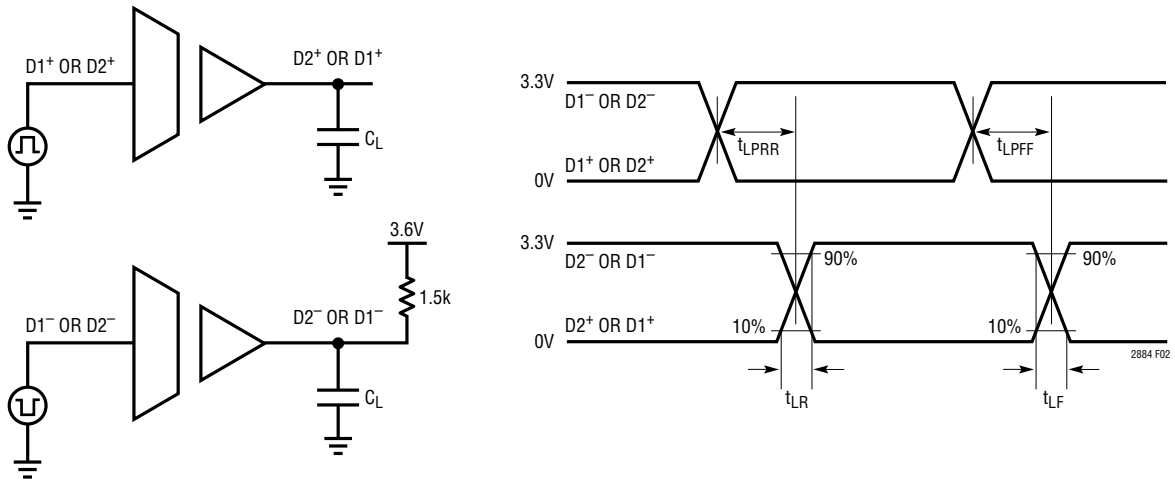 D1+ OR D2+
D2+ OR D1+
CL
3.6V
1.5k
D1– OR D2–
D2– OR D1–
CL
3.3V
D1– OR D2–
tLPRR
tLPFF
D1+ OR D2+
0V
3.3V
D2– OR D1–
90%
90%
D2+ OR D1+
10%
10%
0V
2884 F02
tLR
tLF